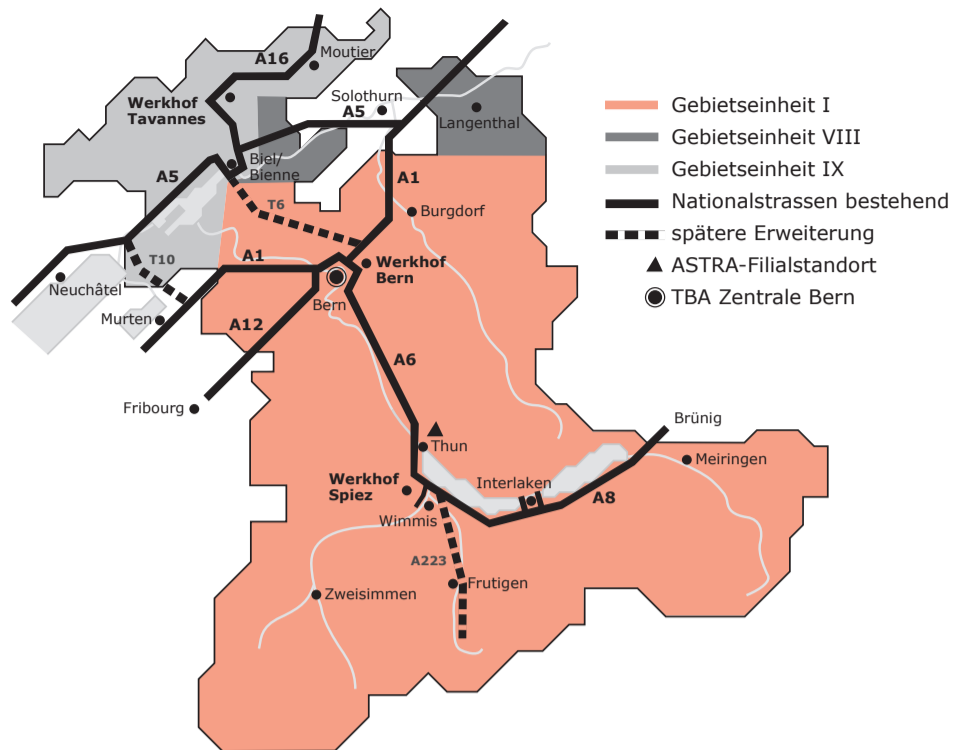 A16
Moutier
Werkhof
Tavannes
Solothurn
A5
Langenthal
Biel/
Bienne
A5
A1
T6
Burgdorf
T10
A1
Werkhof
Bern
Neuchâtel
Bern
Murten
A12
A6
Fribourg
Brünig
Thun
Meiringen
Werkhof
Spiez
Interlaken
A8
Wimmis
A223
Frutigen
Zweisimmen
Gebietseinheit I
Gebietseinheit VIII
Gebietseinheit IX
Nationalstrassen bestehend
spätere Erweiterung
ASTRA-Filialstandort
TBA Zentrale Bern